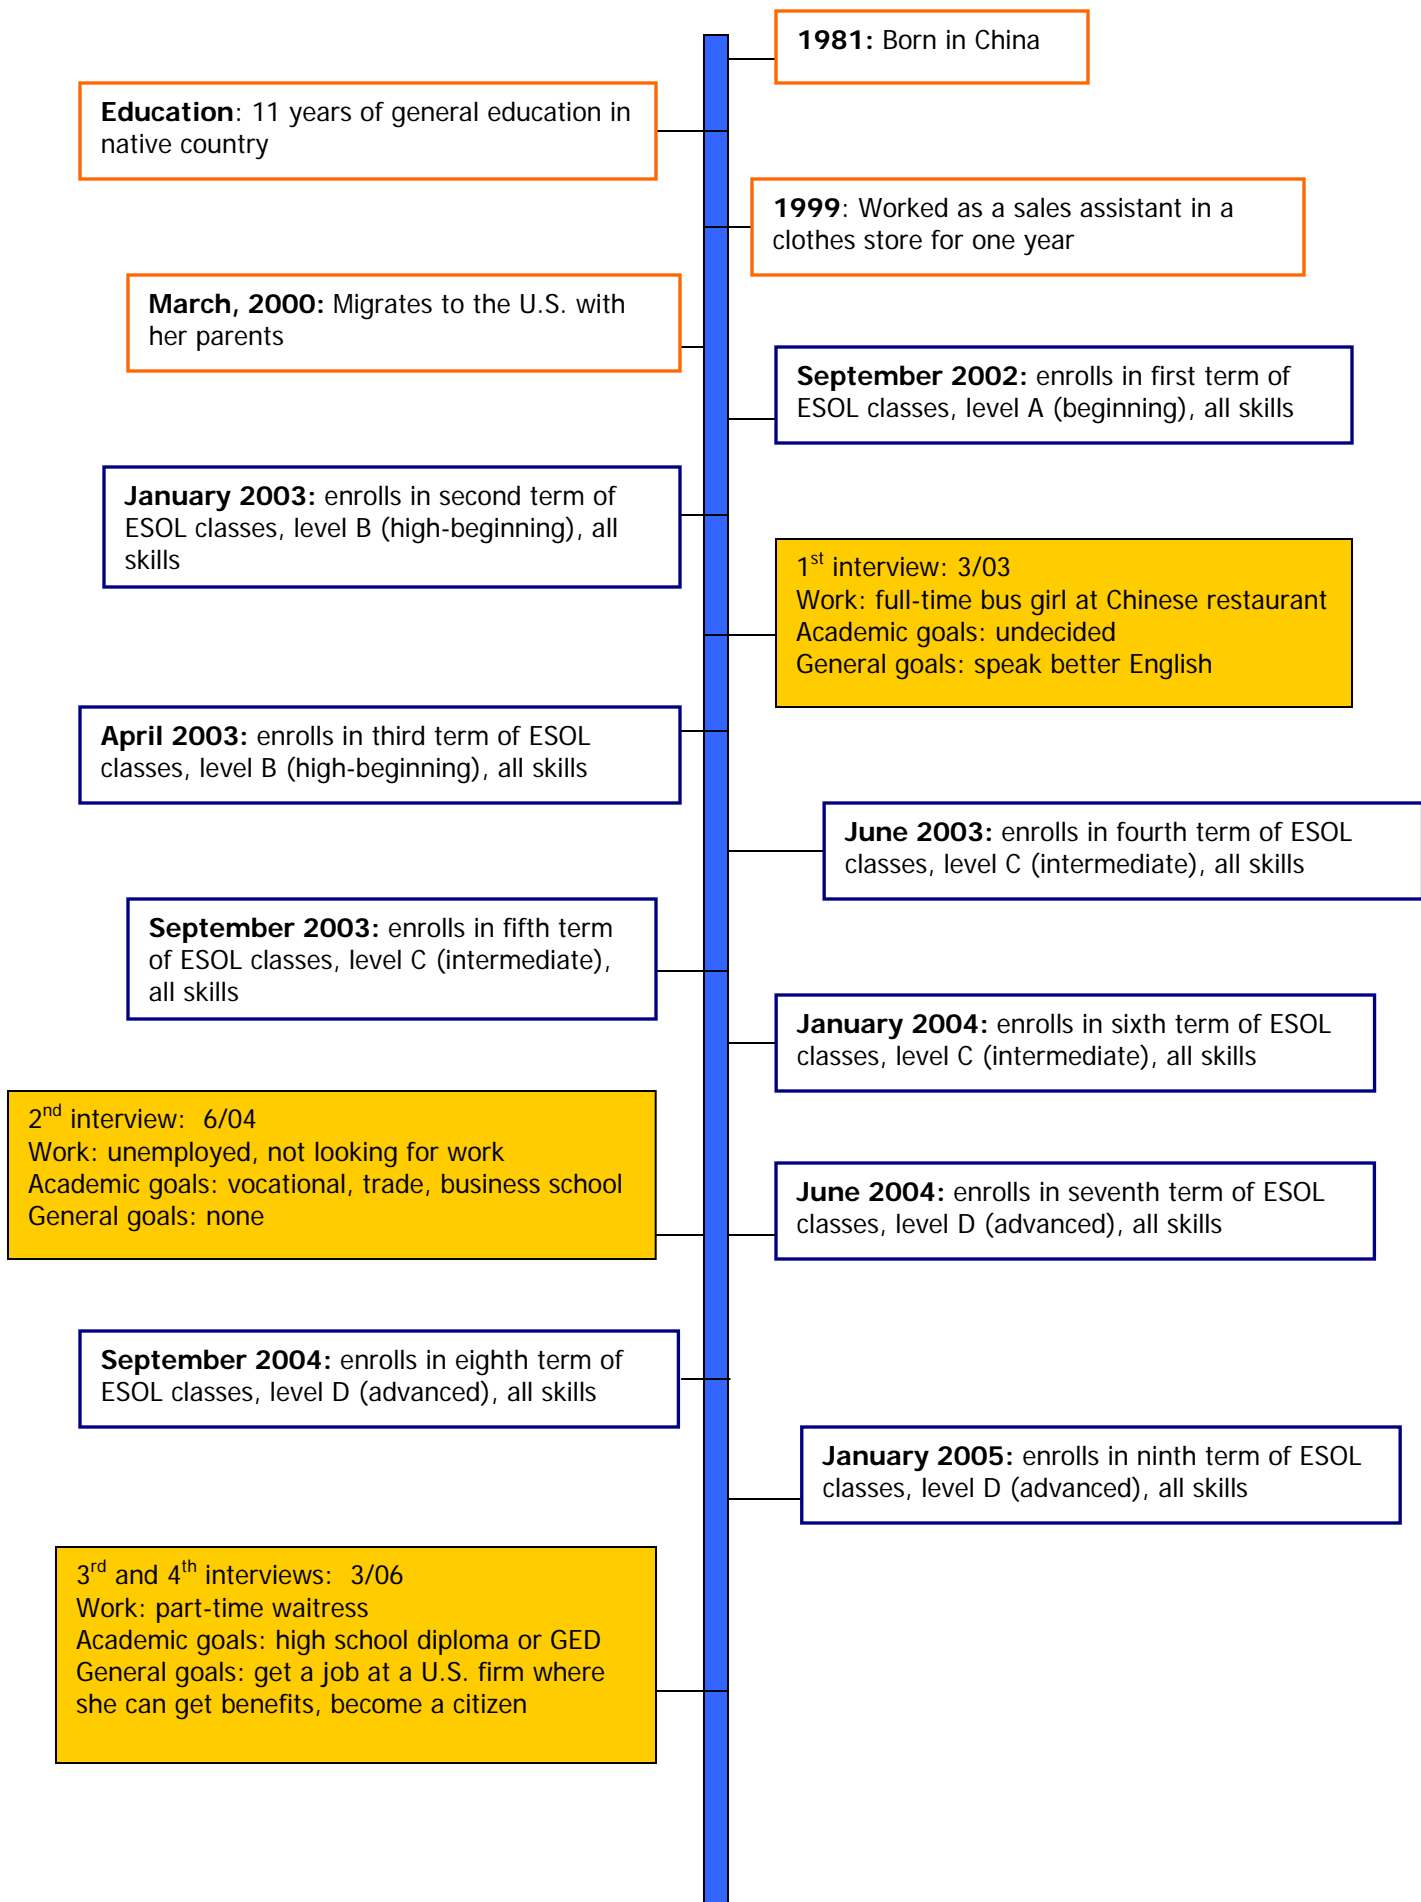 1981: Born in China
Education: 11 years of general education in
native country
1999: Worked as a sales assistant in a
clothes store for one year
March, 2000: Migrates to the U.S. with
her parents
September 2002: enrolls in first term of
ESOL classes, level A (beginning), all skills
January 2003: enrolls in second term of
ESOL classes, level B (high-beginning), all
skills
1st interview: 3/03
Work: full-time bus girl at Chinese restaurant
Academic goals: undecided
General goals: speak better English
April 2003: enrolls in third term of ESOL
classes, level B (high-beginning), all skills
June 2003: enrolls in fourth term of ESOL
classes, level C (intermediate), all skills
September 2003: enrolls in fifth term
of ESOL classes, level C (intermediate),
all skills
January 2004: enrolls in sixth term of ESOL
classes, level C (intermediate), all skills
2nd interview: 6/04
Work: unemployed, not looking for work
Academic goals: vocational, trade, business school
General goals: none
June 2004: enrolls in seventh term of ESOL
classes, level D (advanced), all skills
September 2004: enrolls in eighth term of
ESOL classes, level D (advanced), all skills
January 2005: enrolls in ninth term of ESOL
classes, level D (advanced), all skills
3rd and 4th interviews: 3/06
Work: part-time waitress
Academic goals: high school diploma or GED
General goals: get a job at a U.S. firm where
she can get benefits, become a citizen